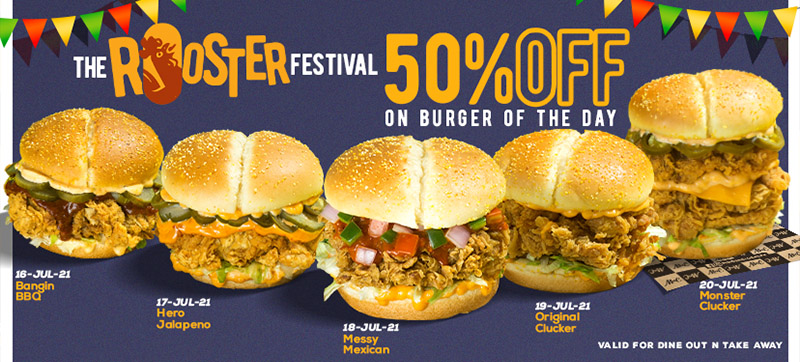 THE ROOSTER FESTIVAL 50% OFF
ON BURGER OF THE DAY
16-JUL-21
Bangin
BBQ
17-JUL-21
Hero
Jalapeno
18-JUL-21
Messy
Mexican
19-JUL-21
Original
Clucker
20-JUL-21
Monster
Clucker
VALID FOR DINE OUT N TAKE AWAY